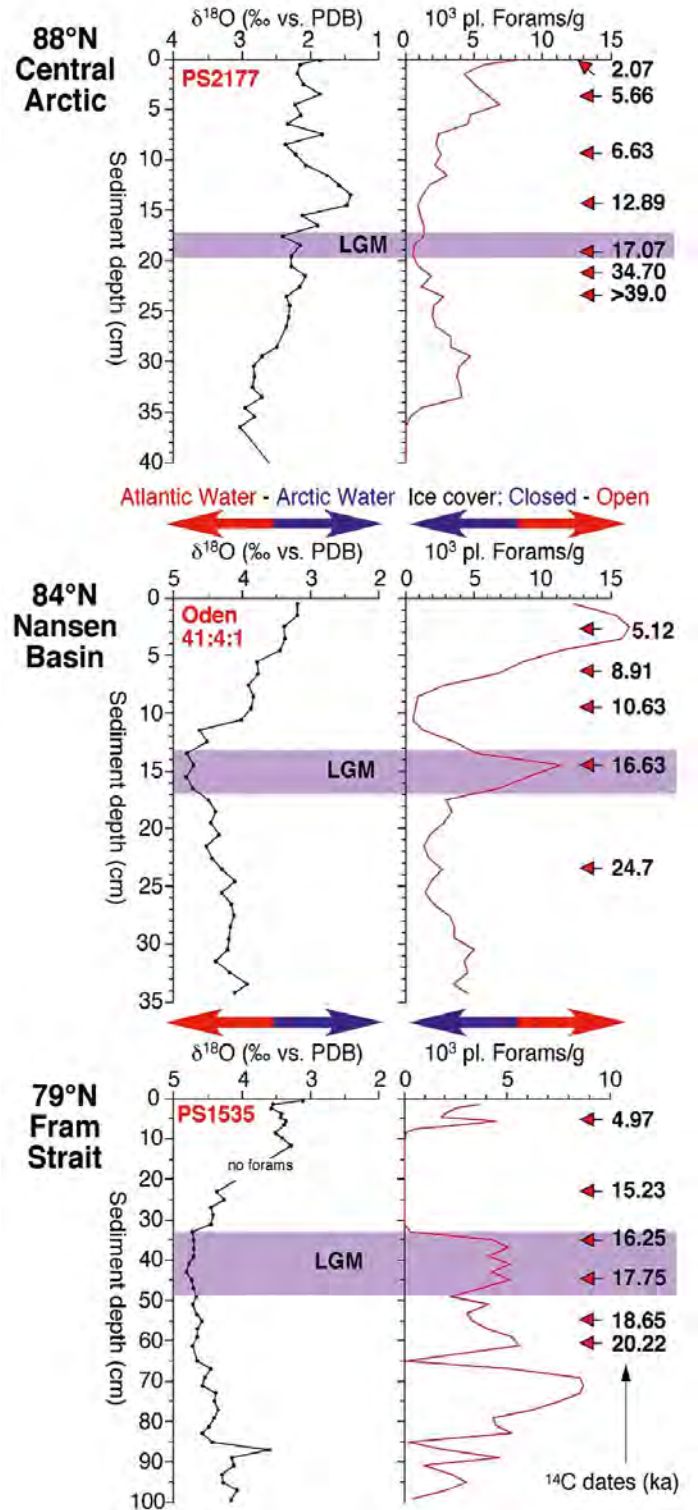 88°N
Central
Arctic
δ¹⁸O (‰ vs. PDB)
4 3 2 1
10³ pl. Forams/g
0 5 10 15
PS2177
Sediment depth (cm)
0
5
10
15
20
25
30
35
40
LGM
2.07
5.66
6.63
12.89
17.07
34.70
>39.0
Atlantic Water - Arctic Water Ice cover: Closed - Open
84°N
Nansen
Basin
δ¹⁸O (‰ vs. PDB)
5 4 3 2
10³ pl. Forams/g
0 5 10 15
Oden
41:4:1
Sediment depth (cm)
0
5
10
15
20
25
30
35
LGM
5.12
8.91
10.63
16.63
24.7
79°N
Fram
Strait
δ¹⁸O (‰ vs. PDB)
5 4 3 2
10³ pl. Forams/g
0 5 10
PS1535
no forams
Sediment depth (cm)
0
10
20
30
40
50
60
70
80
90
100
LGM
4.97
15.23
16.25
17.75
18.65
20.22
¹⁴C dates (ka)